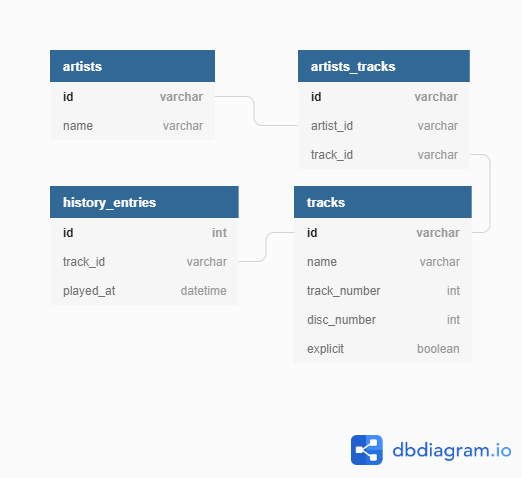 artists
id varchar
name varchar
artists_tracks
id varchar
artist_id varchar
track_id varchar
history_entries
id int
track_id varchar
played_at datetime
tracks
id varchar
name varchar
track_number int
disc_number int
explicit boolean
dbdiagram.io